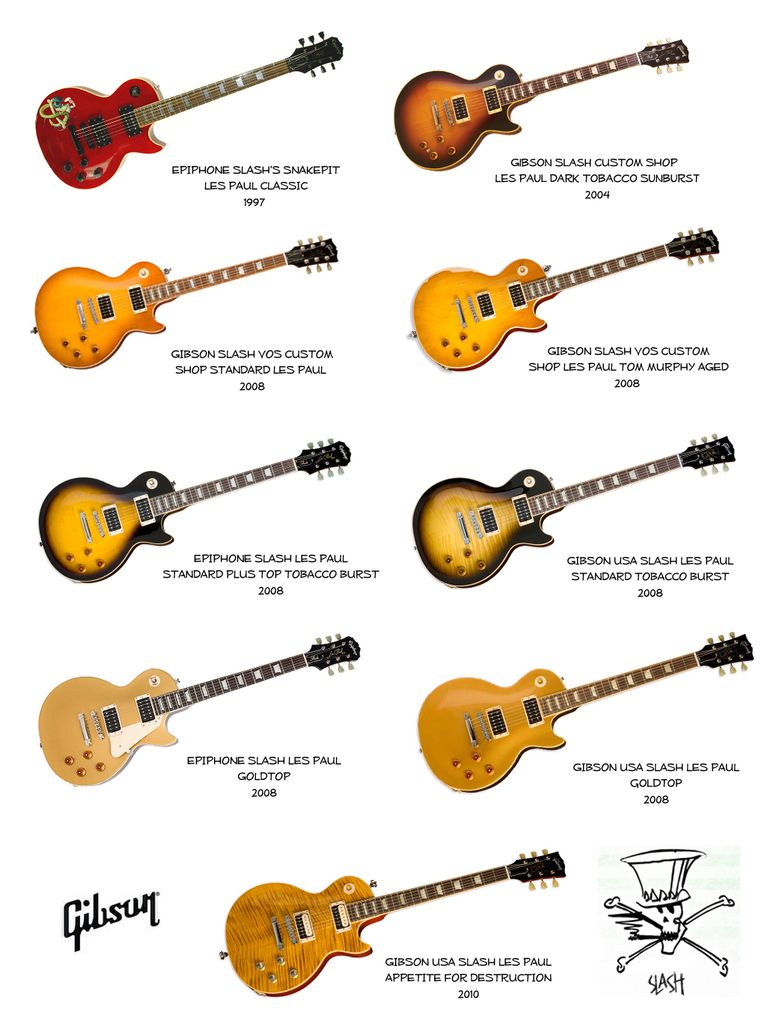 EPIPHONE SLASH'S SNAKEPIT
LES PAUL CLASSIC
1997
GIBSON SLASH CUSTOM SHOP
LES PAUL DARK TOBACCO SUNBURST
2004
GIBSON SLASH VOS CUSTOM
SHOP STANDARD LES PAUL
2008
GIBSON SLASH VOS CUSTOM
SHOP LES PAUL TOM MURPHY AGED
2008
EPIPHONE SLASH LES PAUL
STANDARD PLUS TOP TOBACCO BURST
2008
GIBSON USA SLASH LES PAUL
STANDARD TOBACCO BURST
2008
EPIPHONE SLASH LES PAUL
GOLDTOP
2008
GIBSON USA SLASH LES PAUL
GOLDTOP
2008
Gibson
GIBSON USA SLASH LES PAUL
APPETITE FOR DESTRUCTION
2010
SLASH